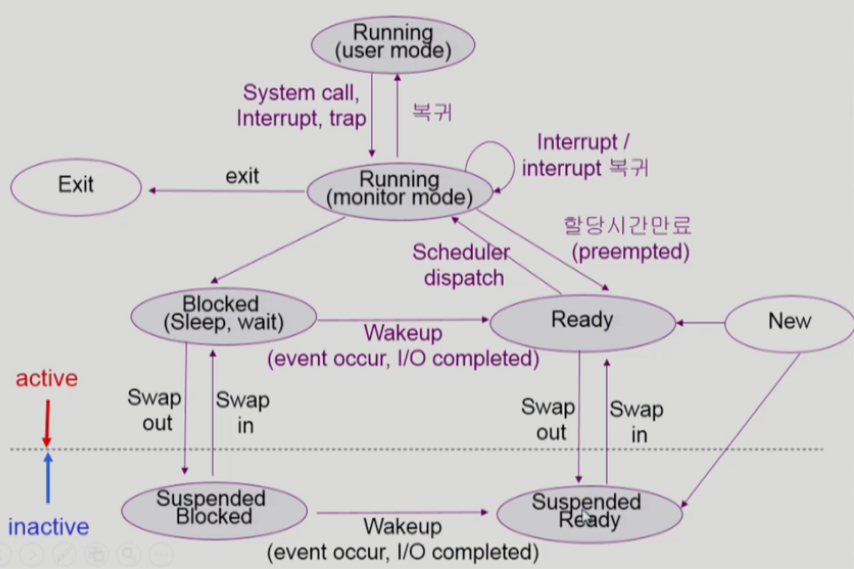 Running
(user mode)
System call,
Interrupt, trap
복귀
Interrupt /
interrupt 복귀
Exit
exit
Running
(monitor mode)
할당시간만료
(preempted)
Scheduler
dispatch
Blocked
(Sleep, wait)
Wakeup
(event occur, I/O completed)
Ready
New
active
Swap
out
Swap
in
Swap
out
Swap
in
inactive
Suspended
Blocked
Wakeup
(event occur, I/O completed)
Suspended
Ready